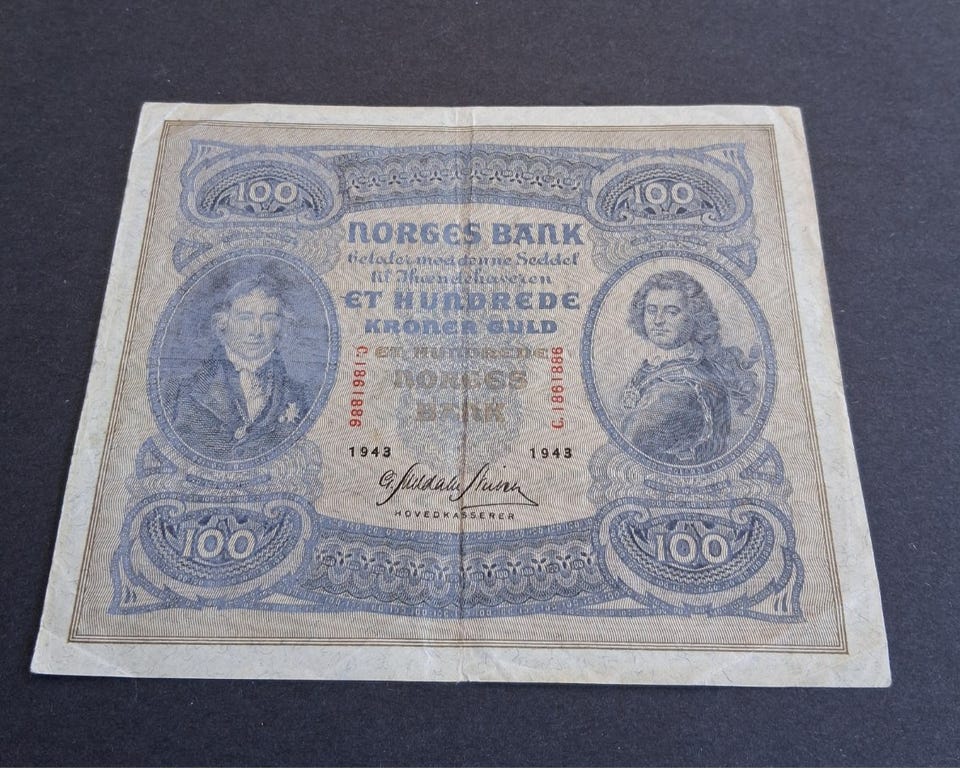 100 100
NORGES BANK
betaler mod denne Seddel
til Ihændehaveren
ET HUNDREDE
KRONER GULD
ET HUNDREDE
NORGES
BANK
C.1861886
C.1861886
1943 1943
HOVEDKASSERER
100 100